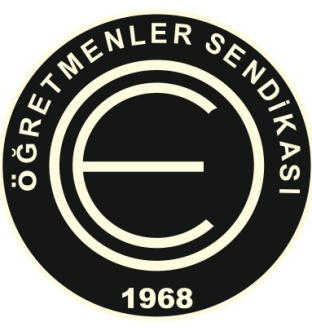 ÖĞRETMENLER SENDİKASI
1968